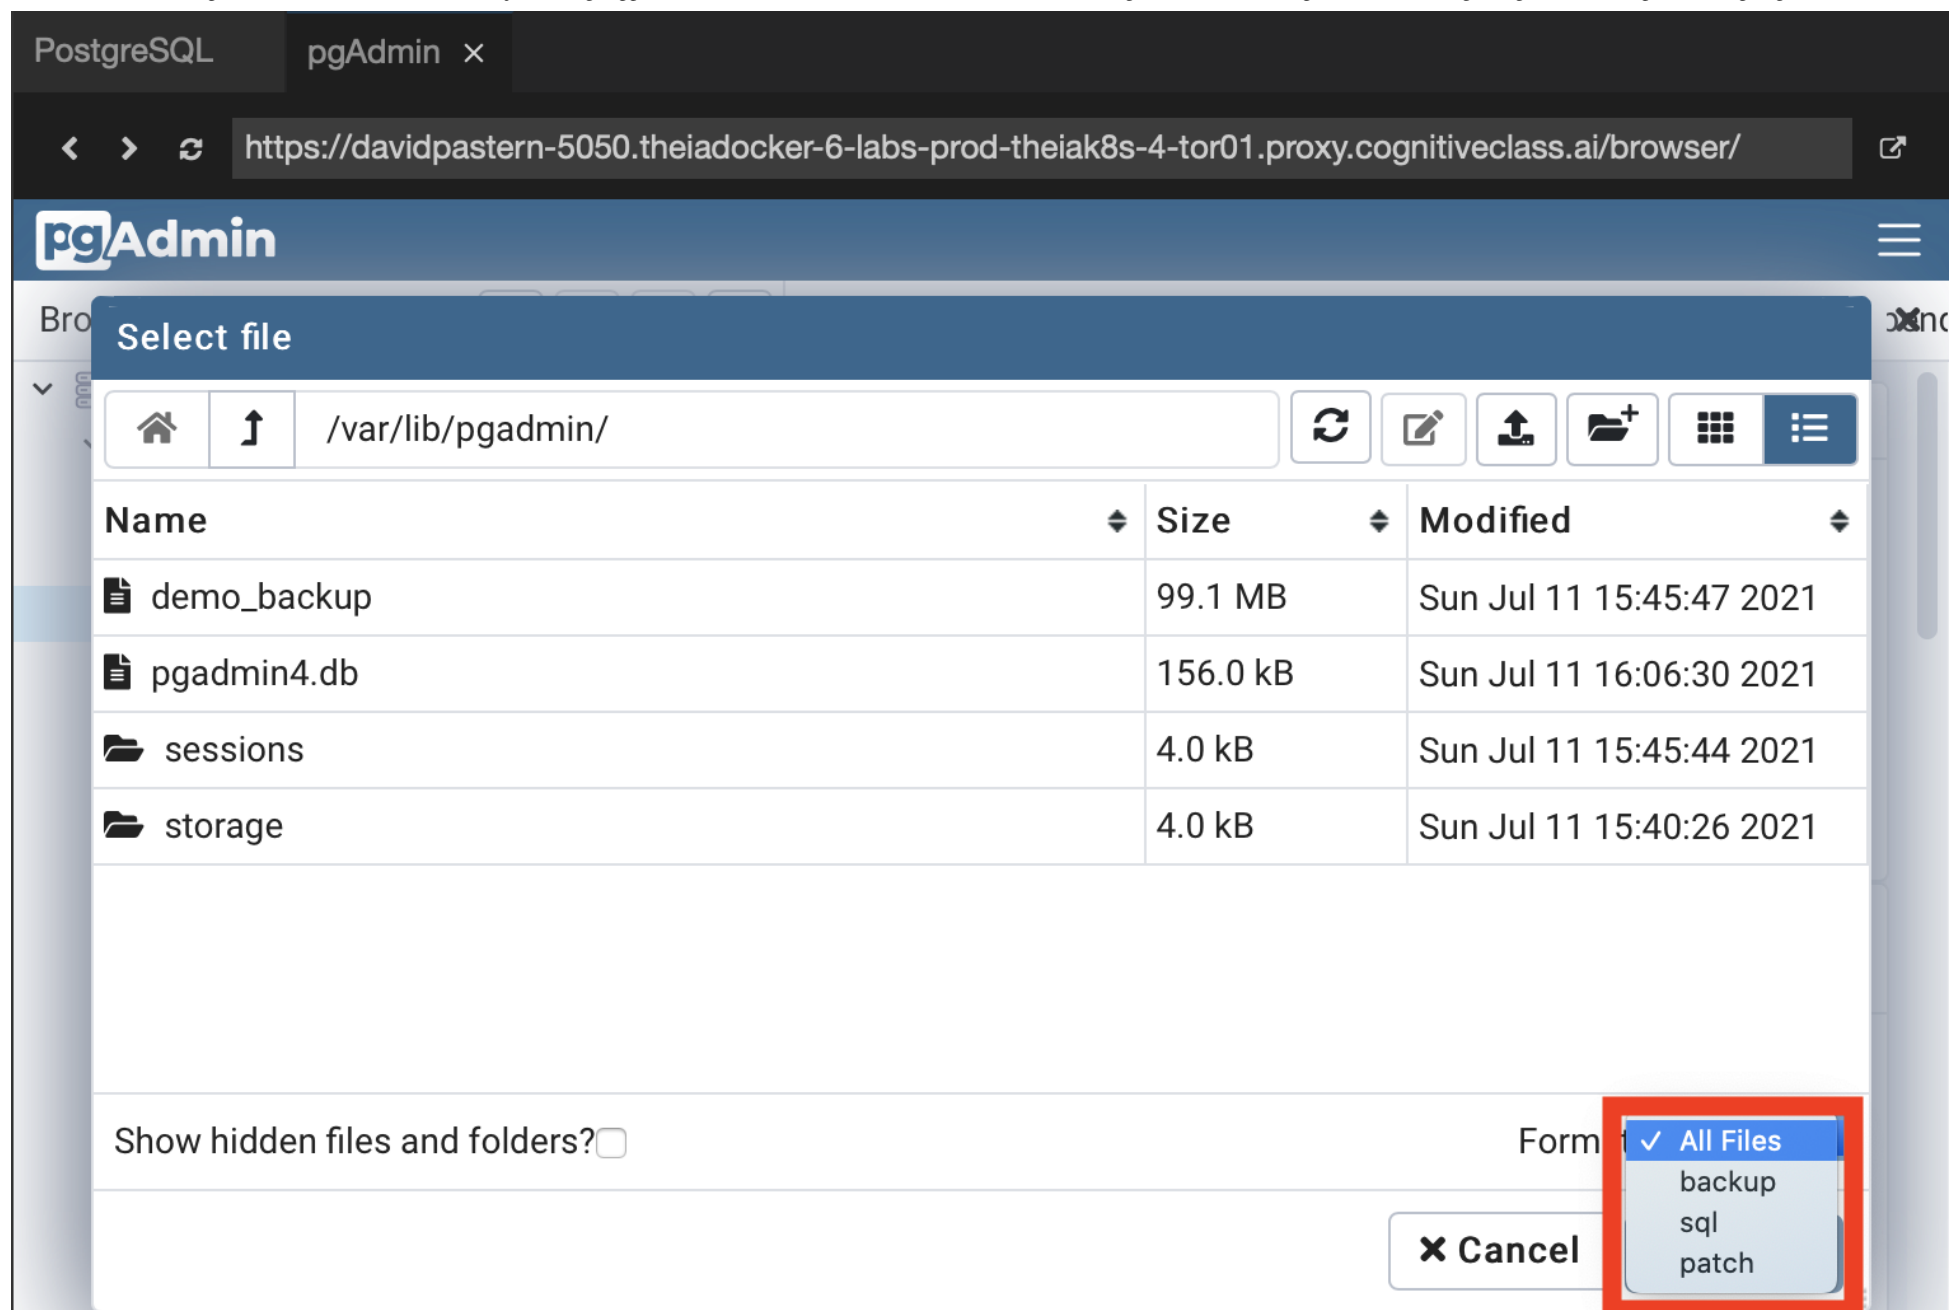 PostgreSQL pgAdmin
https://davidpastern-5050.theiadocker-6-labs-prod-theiak8s-4-tor01.proxy.cognitiveclass.ai/browser/
pgAdmin
Bro
Select file
/var/lib/pgadmin/
Name Size Modified
demo_backup 99.1 MB Sun Jul 11 15:45:47 2021
pgadmin4.db 156.0 kB Sun Jul 11 16:06:30 2021
sessions 4.0 kB Sun Jul 11 15:45:44 2021
storage 4.0 kB Sun Jul 11 15:40:26 2021
Show hidden files and folders? Form All Files
backup
sql
Cancel patch